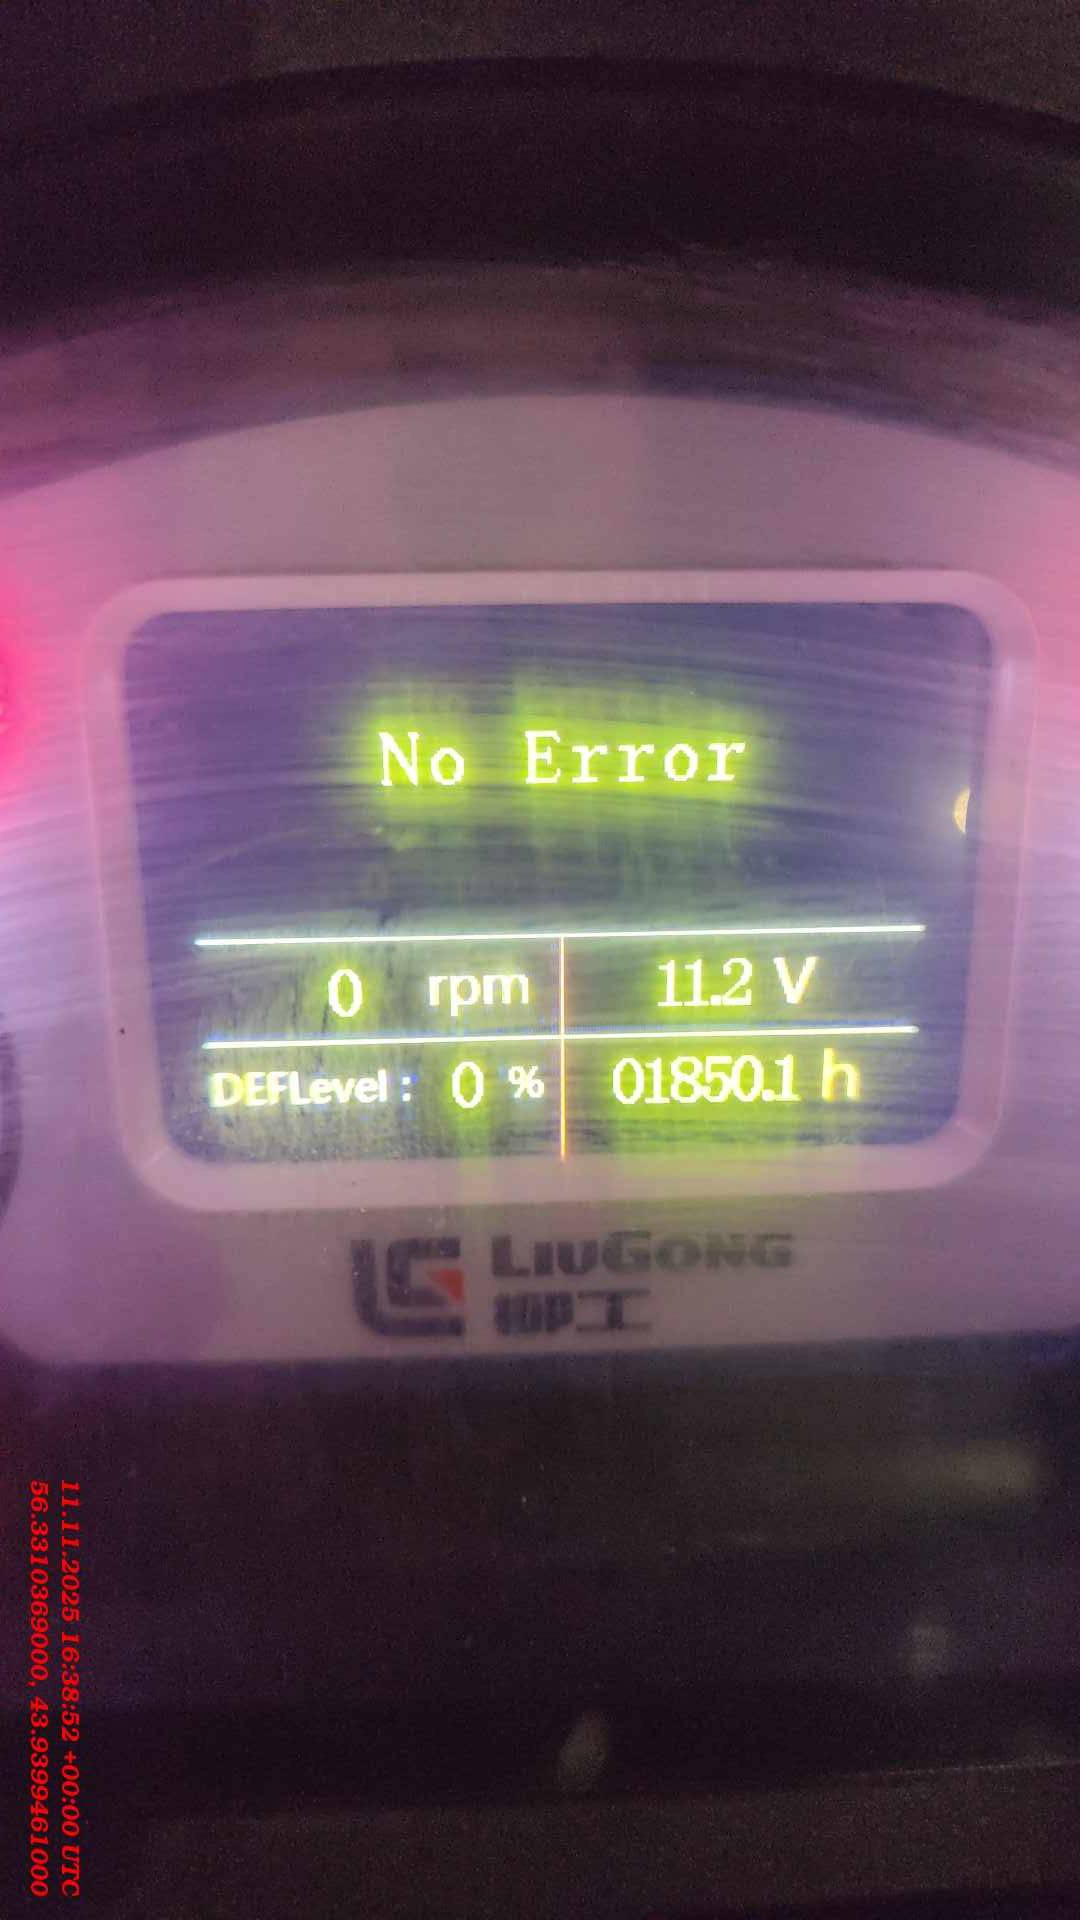 No Error
0 rpm
11.2 V
DEFLevel : 0 %
01850.1 h
LIUGONG
柳工
11.11.2025 16:38:52 +00:00 UTC
56.3310369000, 43.9399461000